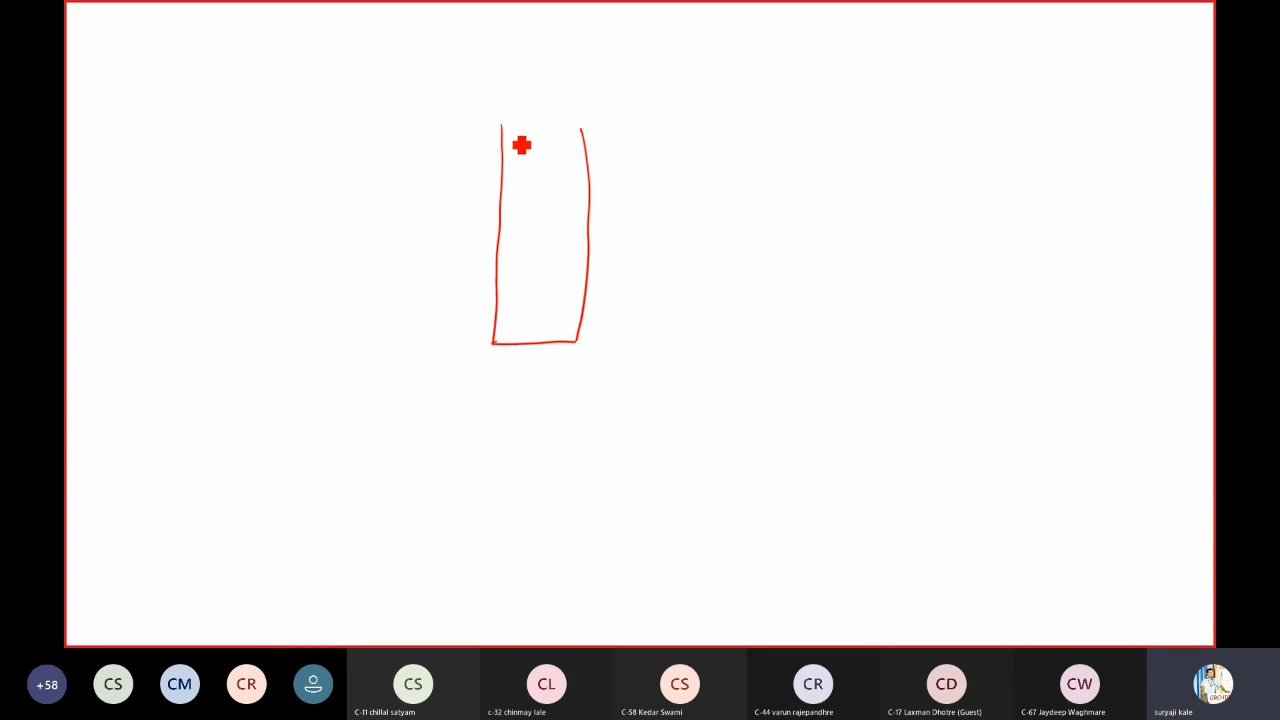 +58
CS
CM
CR
CS
CL
CS
CR
CD
CW
C-11 chillal satyam
c-32 chinmay lale
C-58 Kedar Swami
C-44 varun rajepandhre
C-17 Laxman Dhotre (Guest)
C-67 Jaydeep Waghmare
suryaji kale
ORCHID